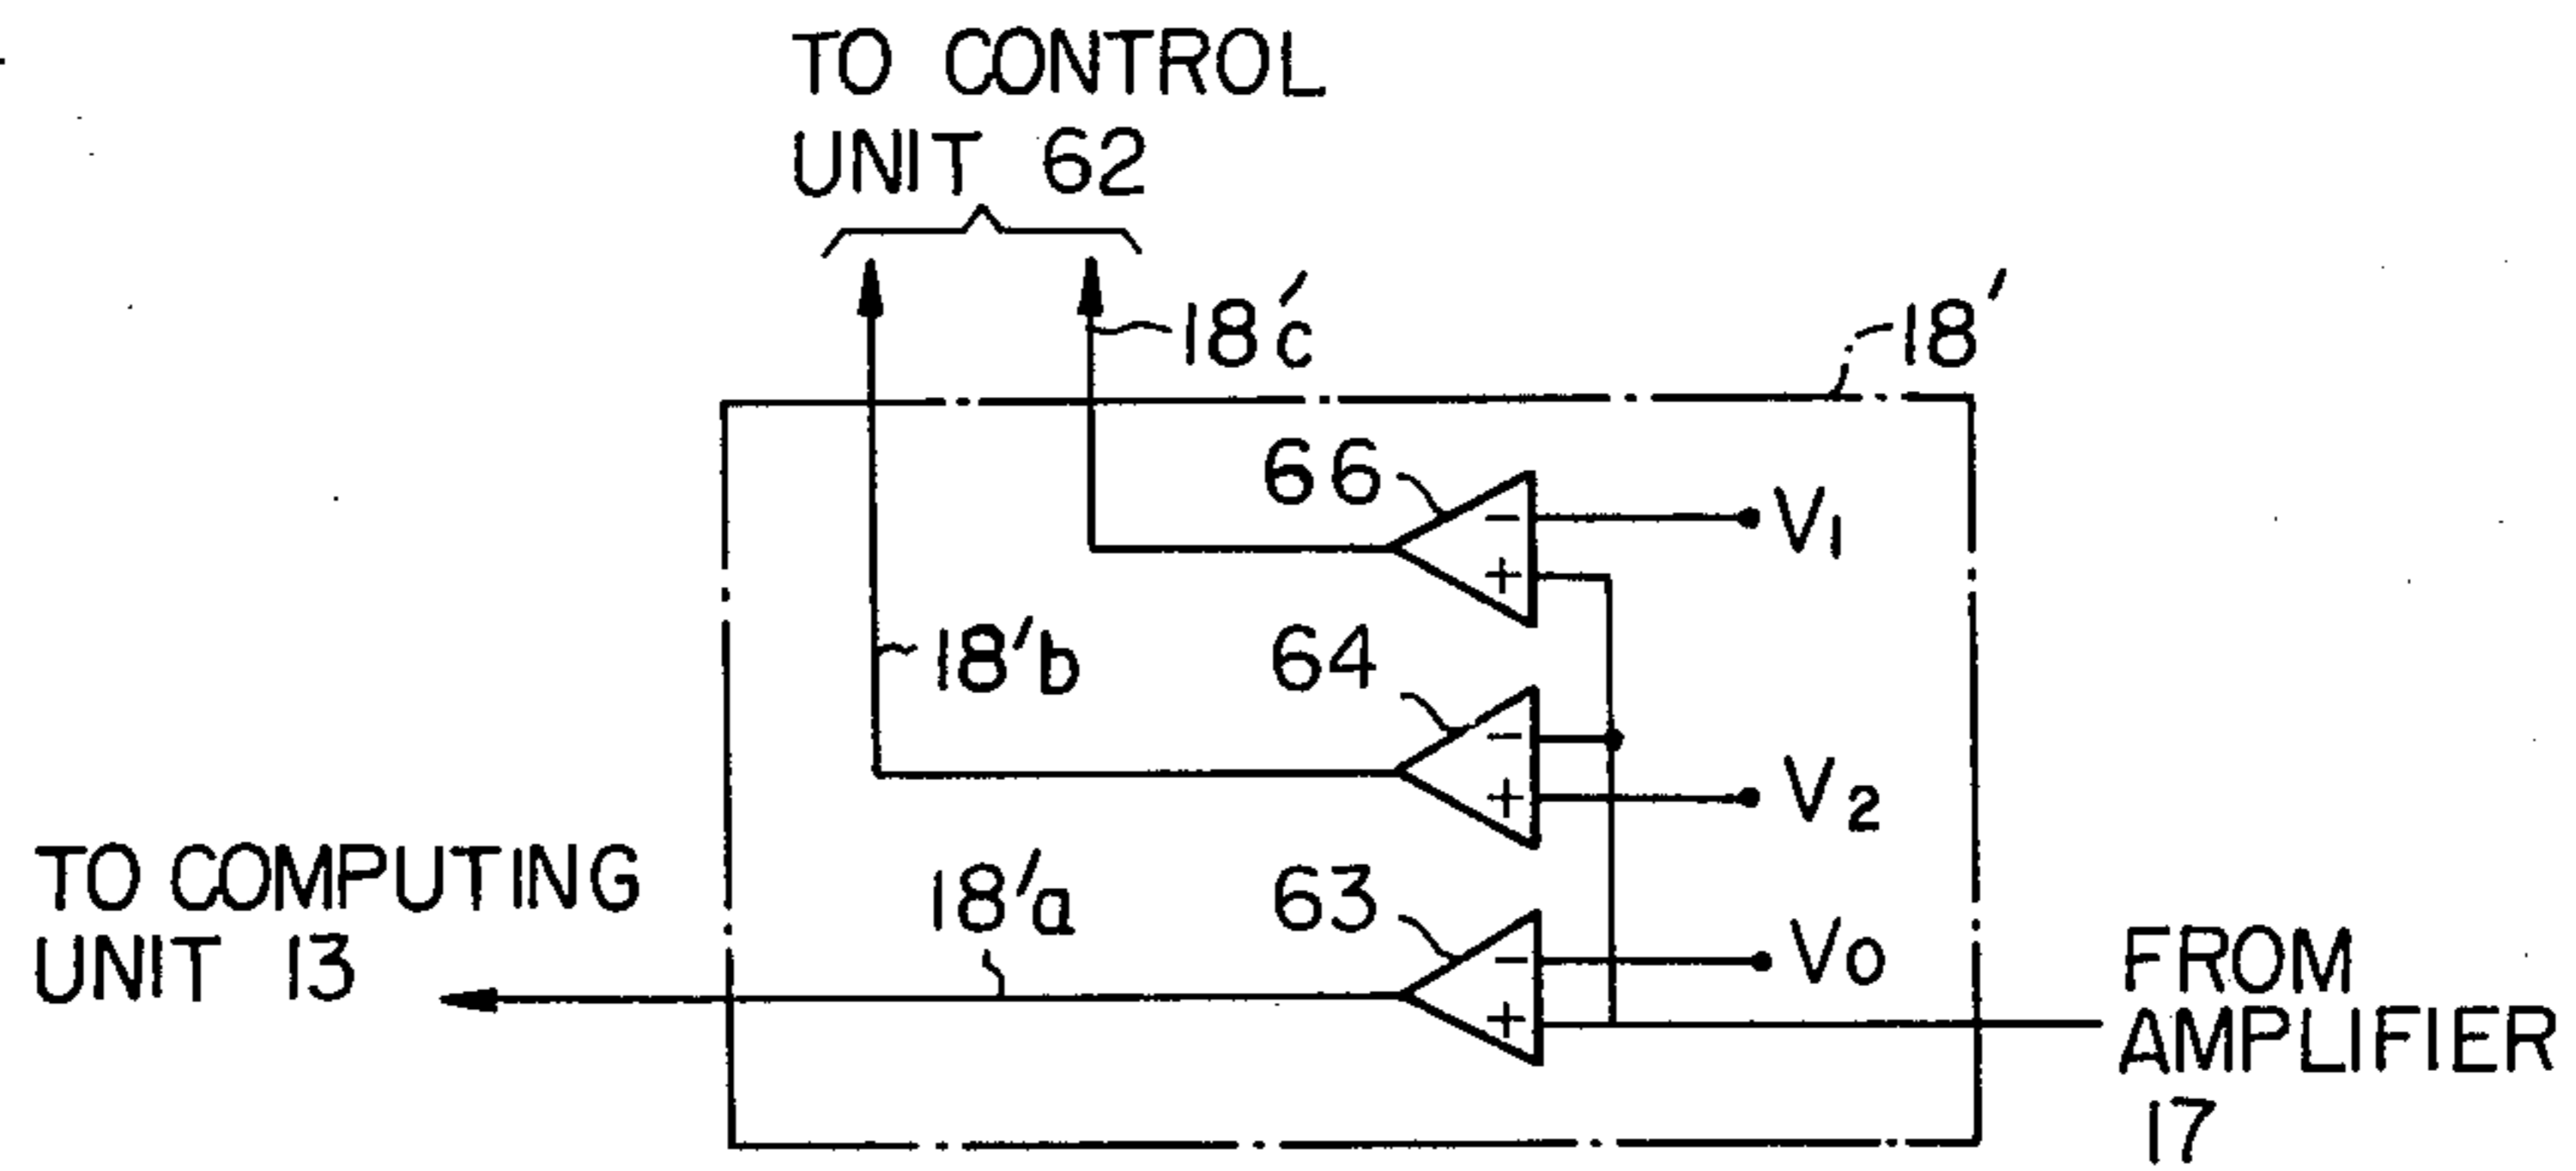 TO CONTROL
UNIT 62
18'c
18'
66
−
V1
+
18'b
64
−
+
V2
TO COMPUTING
UNIT 13
18'a
63
−
V0
+
FROM
AMPLIFIER
17